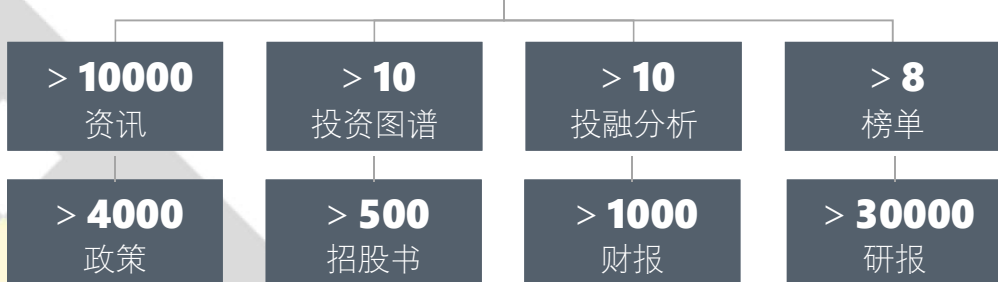 > 10000
资讯
> 10
投资图谱
> 10
投融分析
> 8
榜单
> 4000
政策
> 500
招股书
> 1000
财报
> 30000
研报